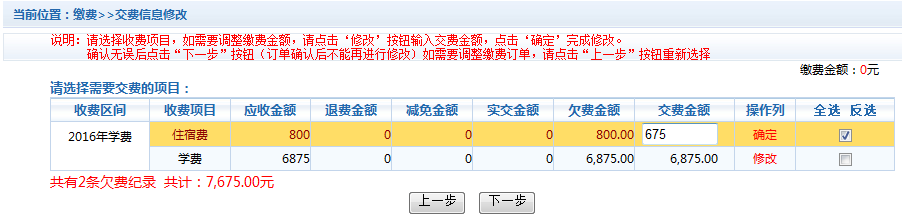 当前位置：缴费>>交费信息修改
说明：请选择收费项目，如需要调整缴费金额，请点击‘修改’按钮输入交费金额，点击‘确定’完成修改。
确认无误后点击“下一步”按钮（订单确认后不能再进行修改）如需要调整缴费订单，请点击“上一步”按钮重新选择
缴费金额：0元
请选择需要交费的项目：
收费区间 收费项目 应收金额 退费金额 减免金额 实交金额 欠费金额 交费金额 操作列 全选 反选
2016年学费 住宿费 800 0 0 0 800.00 675 确定
学费 6875 0 0 0 6,875.00 6,875.00 修改
共有2条欠费纪录 共计：7,675.00元
上一步 下一步